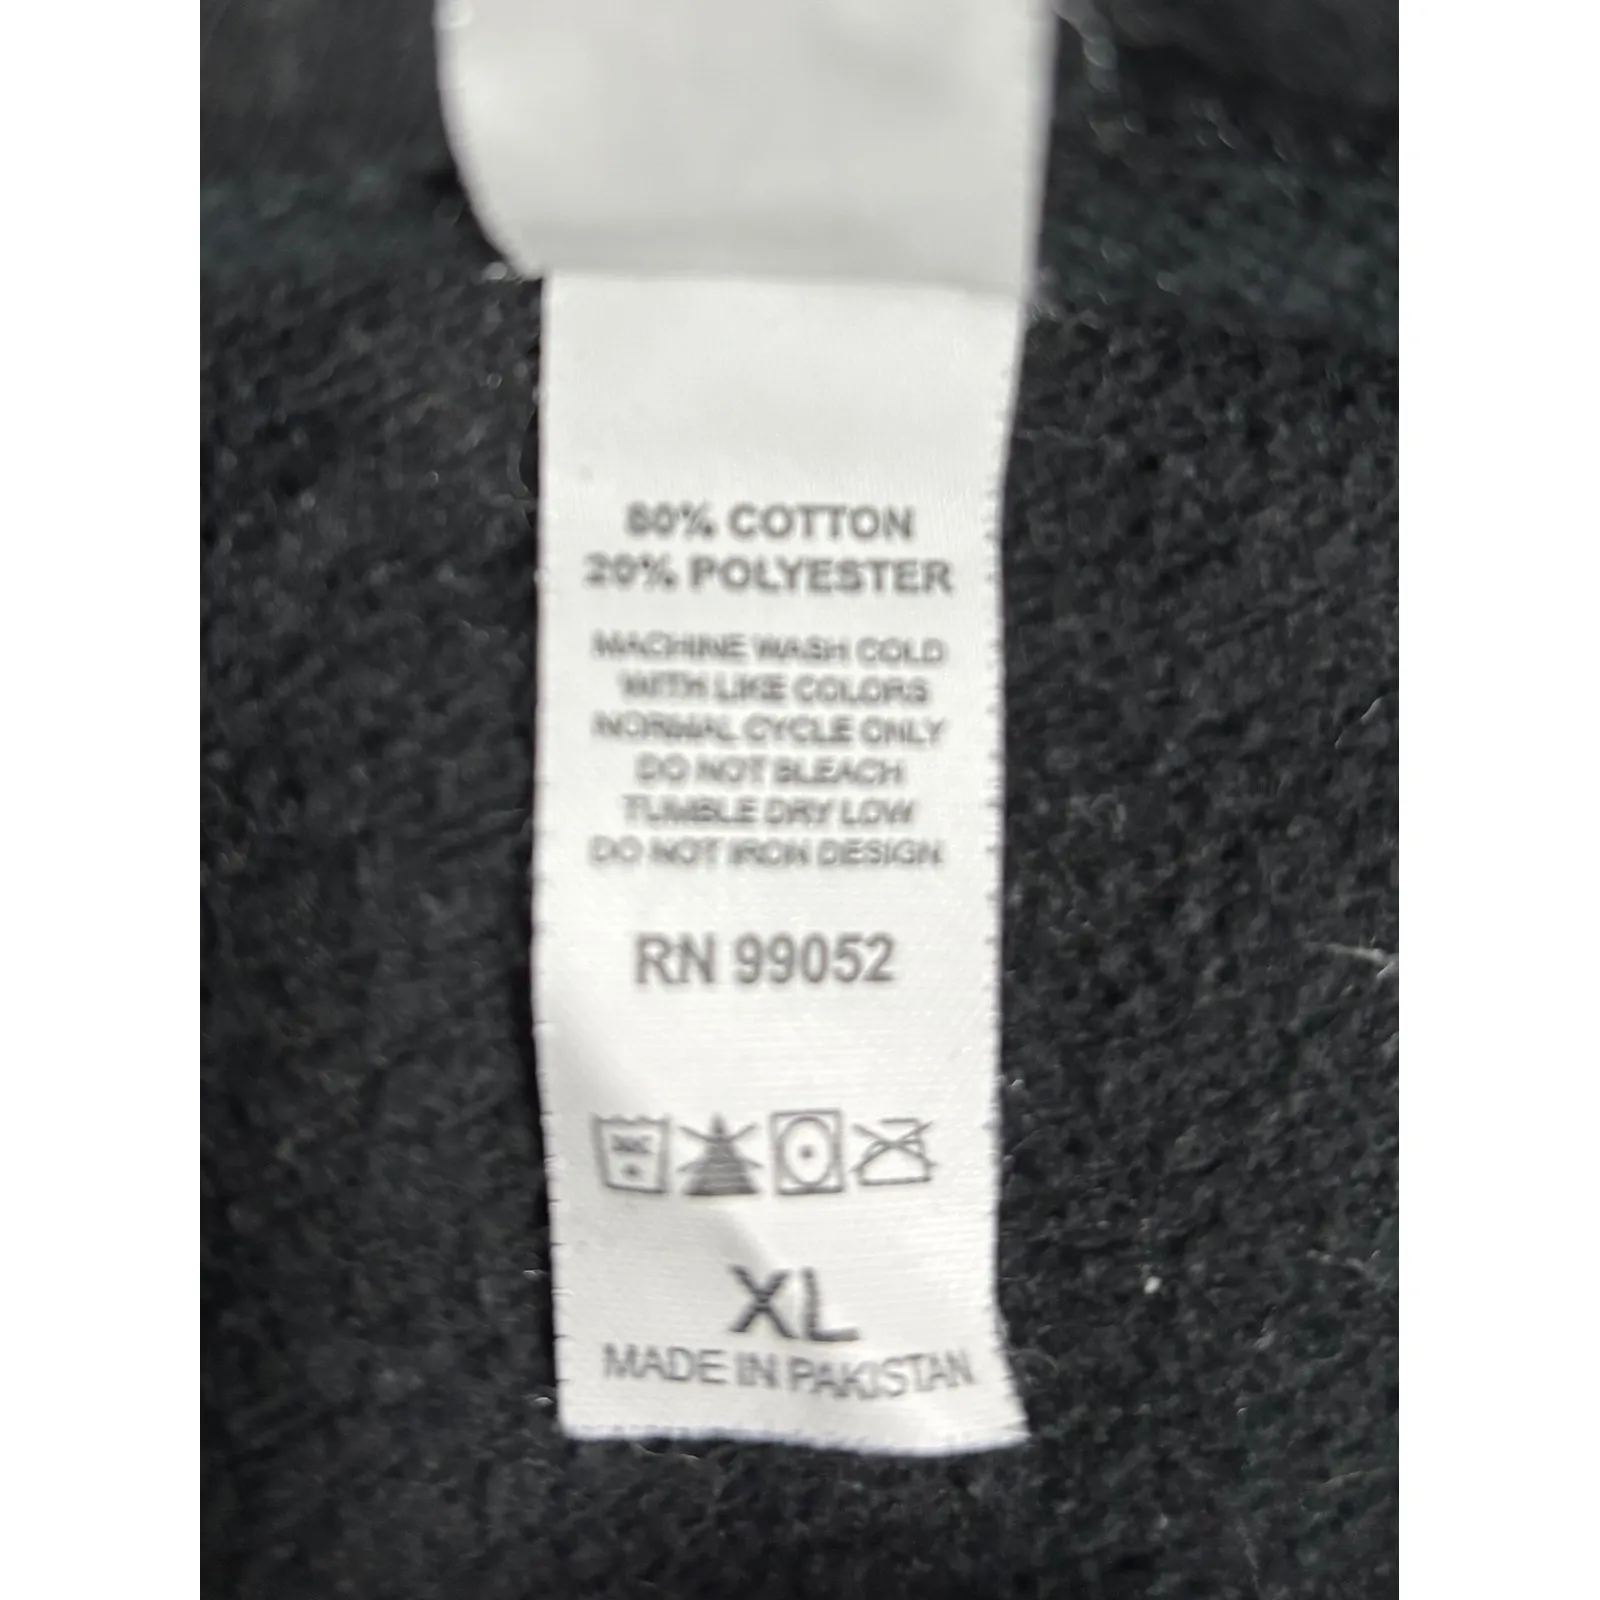 80% COTTON
20% POLYESTER
MACHINE WASH COLD
WITH LIKE COLORS
NORMAL CYCLE ONLY
DO NOT BLEACH
TUMBLE DRY LOW
DO NOT IRON DESIGN
RN 99052
XL
MADE IN PAKISTAN